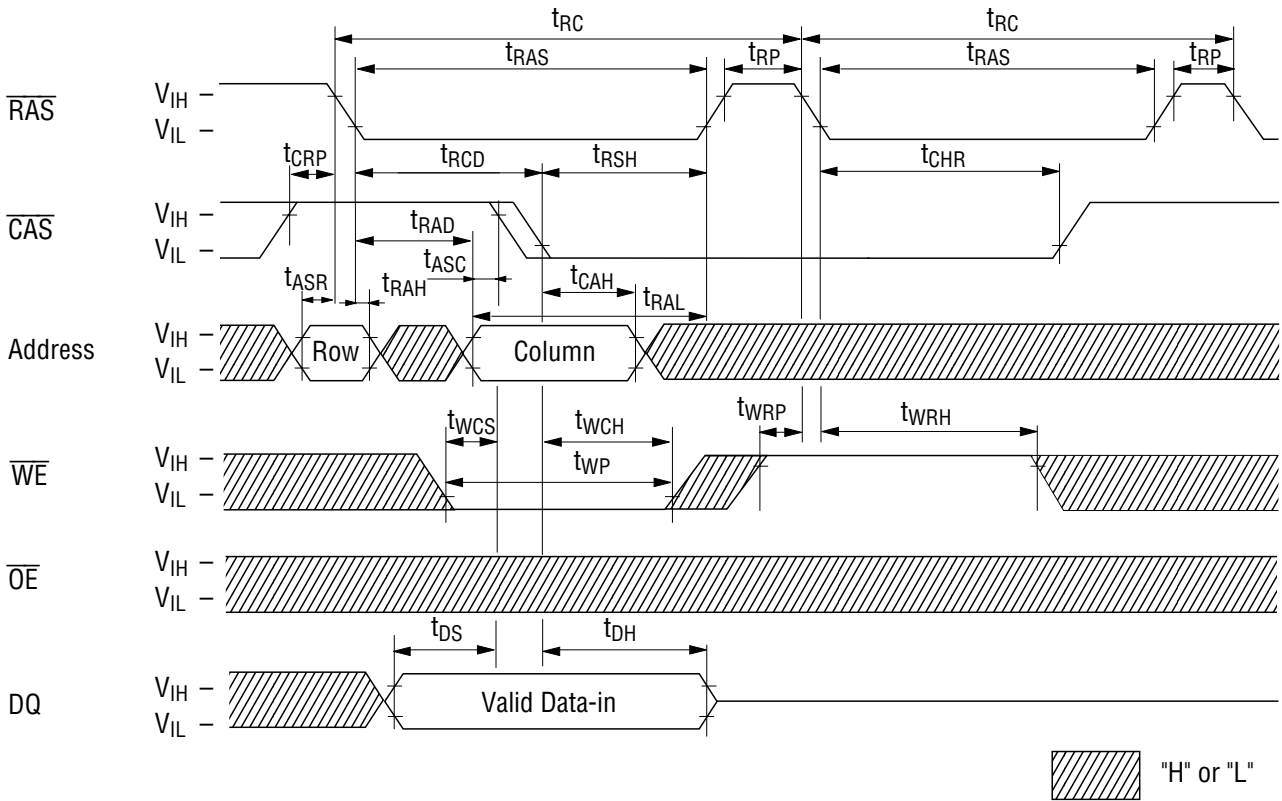 tRC tRC
tRAS tRP tRAS tRP
RAS VIH –
VIL –
tCRP tRCD tRSH tCHR
CAS VIH –
VIL –
tRAD
tASC
tASR tRAH tCAH
tRAL
Address VIH –
VIL –
Row Column
tWRP tWRH
tWCS tWCH
tWP
WE VIH –
VIL –
OE VIH –
VIL –
tDS tDH
DQ VIH –
VIL –
Valid Data-in
"H" or "L"